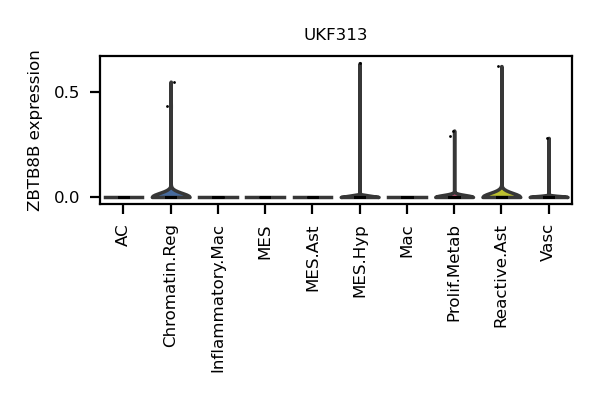 UKF313
ZBTB8B expression
0.5
0.0
AC
Chromatin.Reg
Inflammatory.Mac
MES
MES.Ast
MES.Hyp
Mac
Prolif.Metab
Reactive.Ast
Vasc